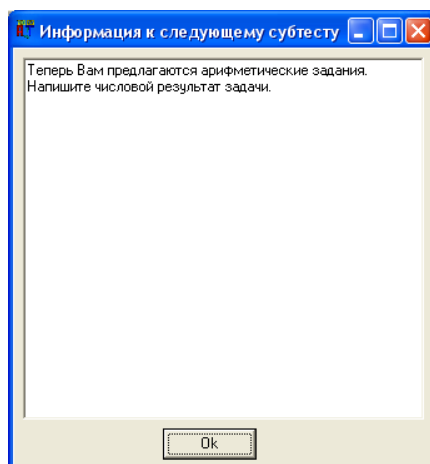 Информация к следующему субтесту
Теперь Вам предлагаются арифметические задания.
Напишите числовой результат задачи.
Ok